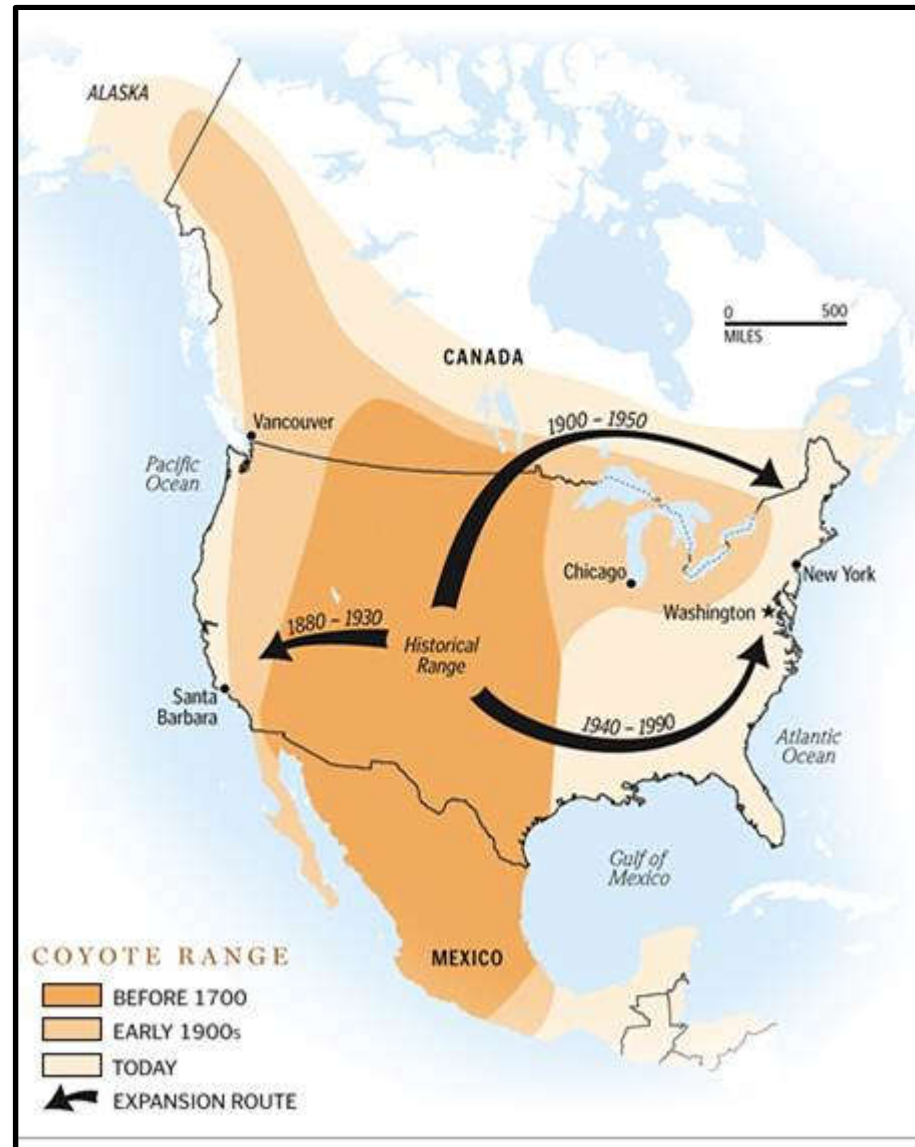 ALASKA
0 500
MILES
CANADA
1900 – 1950
Vancouver
Pacific
Ocean
Chicago
New York
Washington
1880 – 1930
Historical
Range
Santa
Barbara
1940 – 1990
Atlantic
Ocean
Gulf of
Mexico
MEXICO
COYOTE RANGE
BEFORE 1700
EARLY 1900s
TODAY
EXPANSION ROUTE